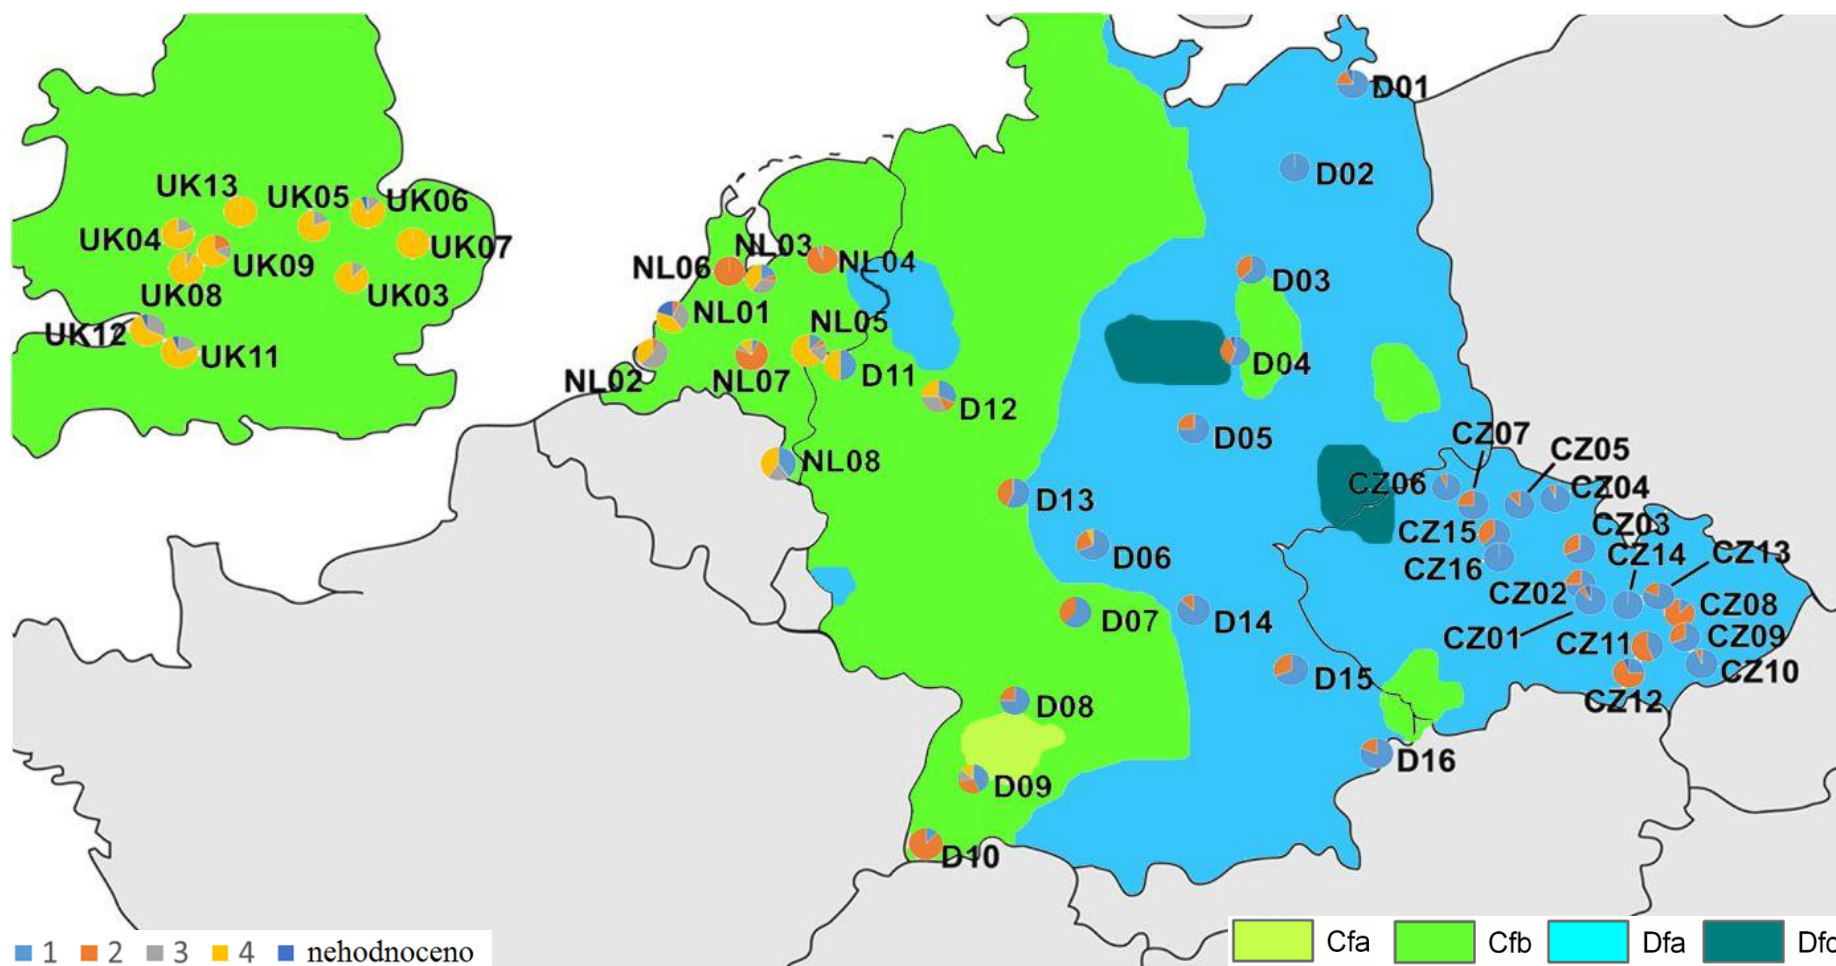 D01
D02
UK13
UK05
UK06
UK04
UK09
UK07
UK08
UK03
UK12
UK11
NL03
NL06
NL04
D03
NL01
NL05
D04
NL02
NL07
D11
D12
D05
CZ07
CZ05
NL08
CZ06
CZ04
D13
CZ15
CZ03
D06
CZ16
CZ14
CZ13
CZ02
CZ08
D07
D14
CZ01
CZ11
CZ09
D15
CZ10
D08
CZ12
D16
D09
D10
1 2 3 4 nehodnoceno
Cfa Cfb Dfa Dfc